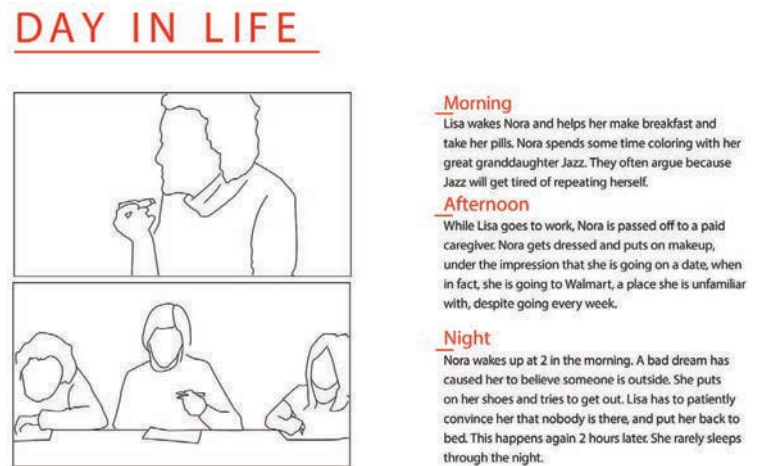 DAY IN LIFE
Morning
Lisa wakes Nora and helps her make breakfast and
take her pills. Nora spends some time coloring with her
great granddaughter Jazz. They often argue because
Jazz will get tired of repeating herself.
Afternoon
While Lisa goes to work, Nora is passed off to a paid
caregiver. Nora gets dressed and puts on makeup,
under the impression that she is going on a date, when
in fact, she is going to Walmart, a place she is unfamiliar
with, despite going every week.
Night
Nora wakes up at 2 in the morning. A bad dream has
caused her to believe someone is outside. She puts
on her shoes and tries to get out. Lisa has to patiently
convince her that nobody is there, and put her back to
bed. This happens again 2 hours later. She rarely sleeps
through the night.